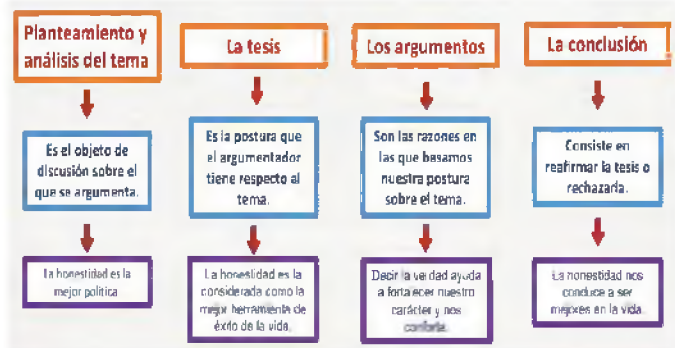 Planteamiento y
análisis del tema
La tesis
Los argumentos
La conclusión
Es el objeto de
discusión sobre el
que se argumenta.
Es la postura que
el argumentador
tiene respecto al
tema.
Son las razones en
las que basamos
nuestra postura
sobre el tema.
Consiste en
reafirmar la tesis o
rechazarla.
La honestidad es la
mejor política
La honestidad es la
considerada como la
mejor herramienta de
éxito de la vida.
Decir la verdad ayuda
a fortalecer nuestro
carácter y nos
conforta.
La honestidad nos
conduce a ser
mejores en la vida.